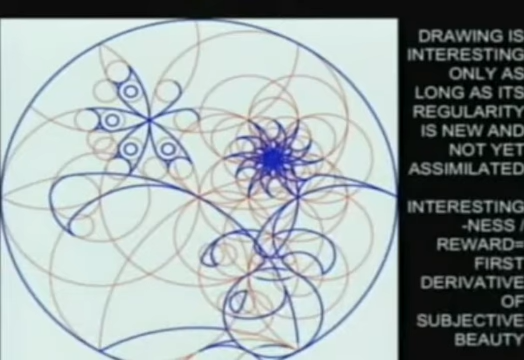 DRAWING IS
INTERESTING
ONLY AS
LONG AS ITS
REGULARITY
IS NEW AND
NOT YET
ASSIMILATED
INTERESTING
-NESS /
REWARD=
FIRST
DERIVATIVE
OF
SUBJECTIVE
BEAUTY